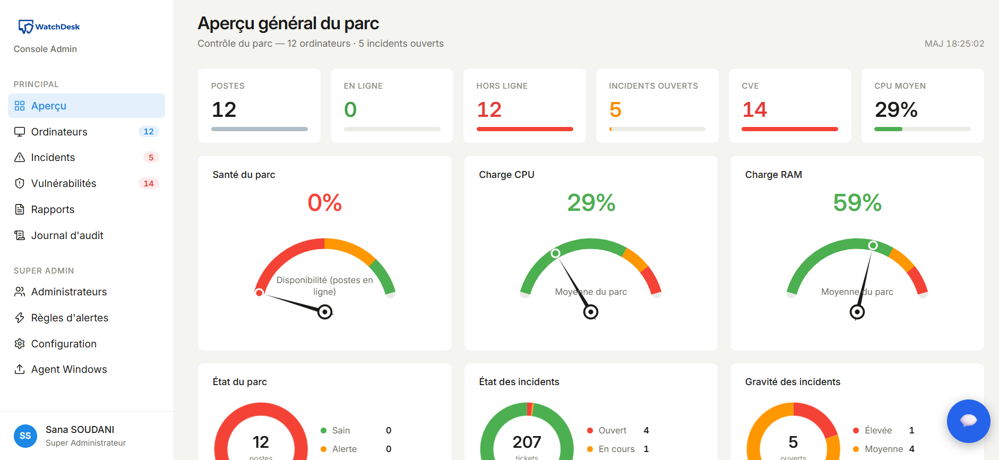 WatchDesk
Console Admin
PRINCIPAL
Aperçu
Ordinateurs 12
Incidents 5
Vulnérabilités 14
Rapports
Journal d'audit
SUPER ADMIN
Administrateurs
Règles d'alertes
Configuration
Agent Windows
SS
Sana SOUDANI
Super Administrateur
Aperçu général du parc
Contrôle du parc — 12 ordinateurs · 5 incidents ouverts
MAJ 18:25:02
POSTES
12
EN LIGNE
0
HORS LIGNE
12
INCIDENTS OUVERTS
5
CVE
14
CPU MOYEN
29%
Santé du parc
0%
Disponibilité (postes en
ligne)
Charge CPU
29%
Moyenne du parc
Charge RAM
59%
Moyenne du parc
État du parc
12
postes
Sain 0
Alerte 0
État des incidents
207
tickets
Ouvert 4
En cours 1
Gravité des incidents
5
ouverts
Élevée 1
Moyenne 4